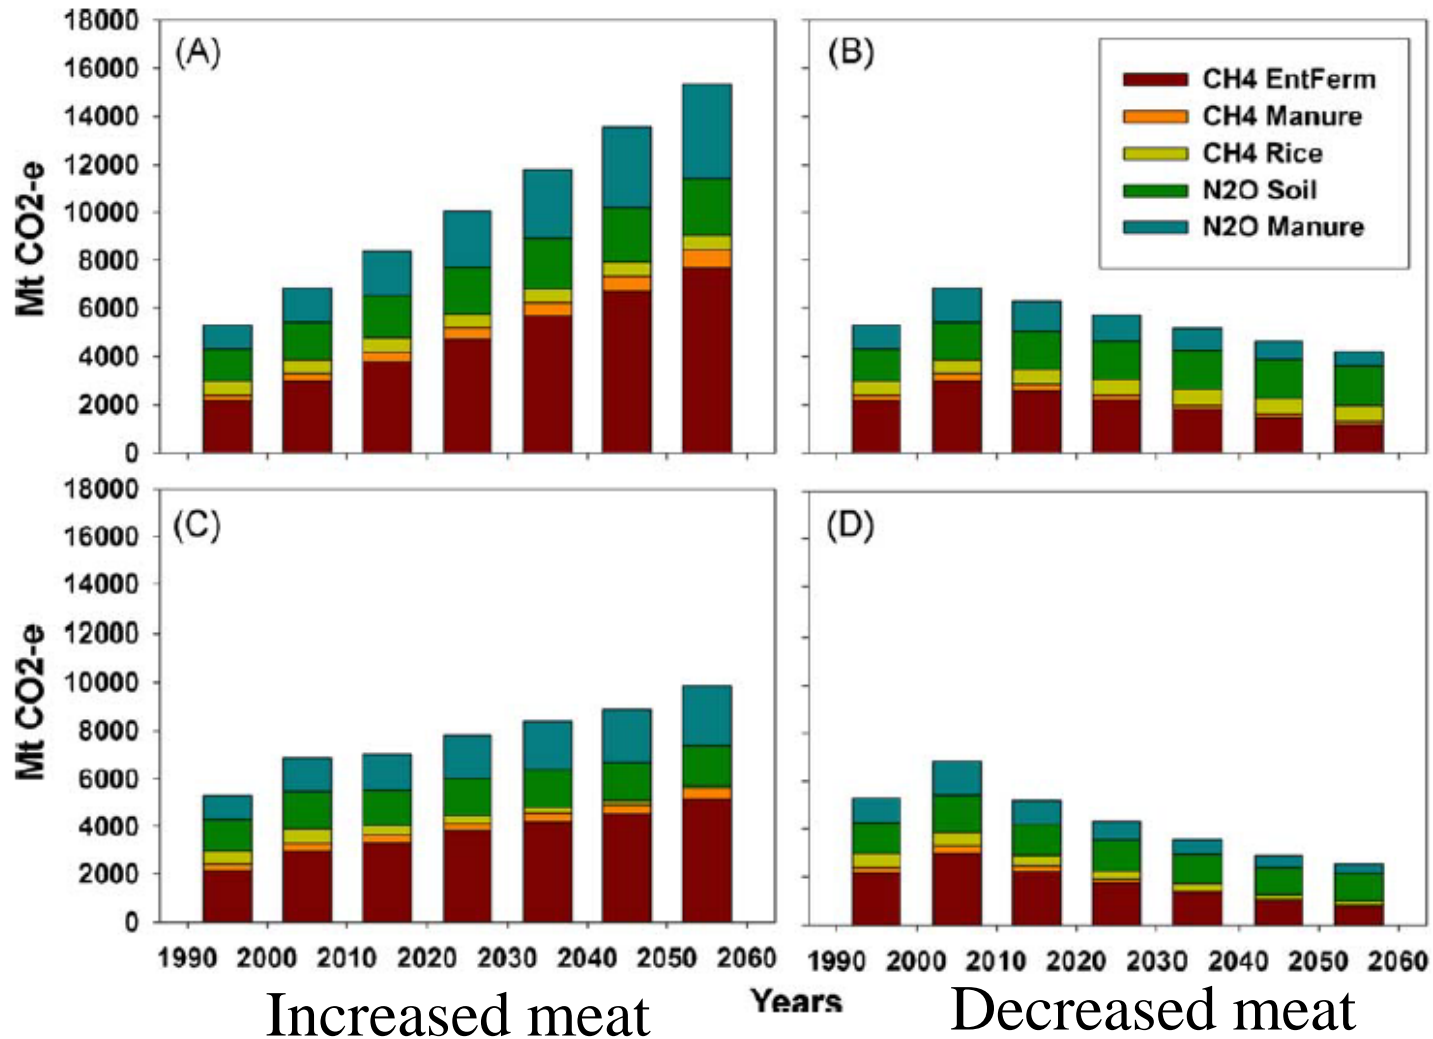 18000
16000
14000
12000
10000
8000
6000
4000
2000
0
Mt CO2-e
(A)
(B)
CH4 EntFerm
CH4 Manure
CH4 Rice
N2O Soil
N2O Manure
18000
16000
14000
12000
10000
8000
6000
4000
2000
0
Mt CO2-e
(C)
(D)
1990 2000 2010 2020 2030 2040 2050 2060
1990 2000 2010 2020 2030 2040 2050 2060
Years
Increased meat
Decreased meat